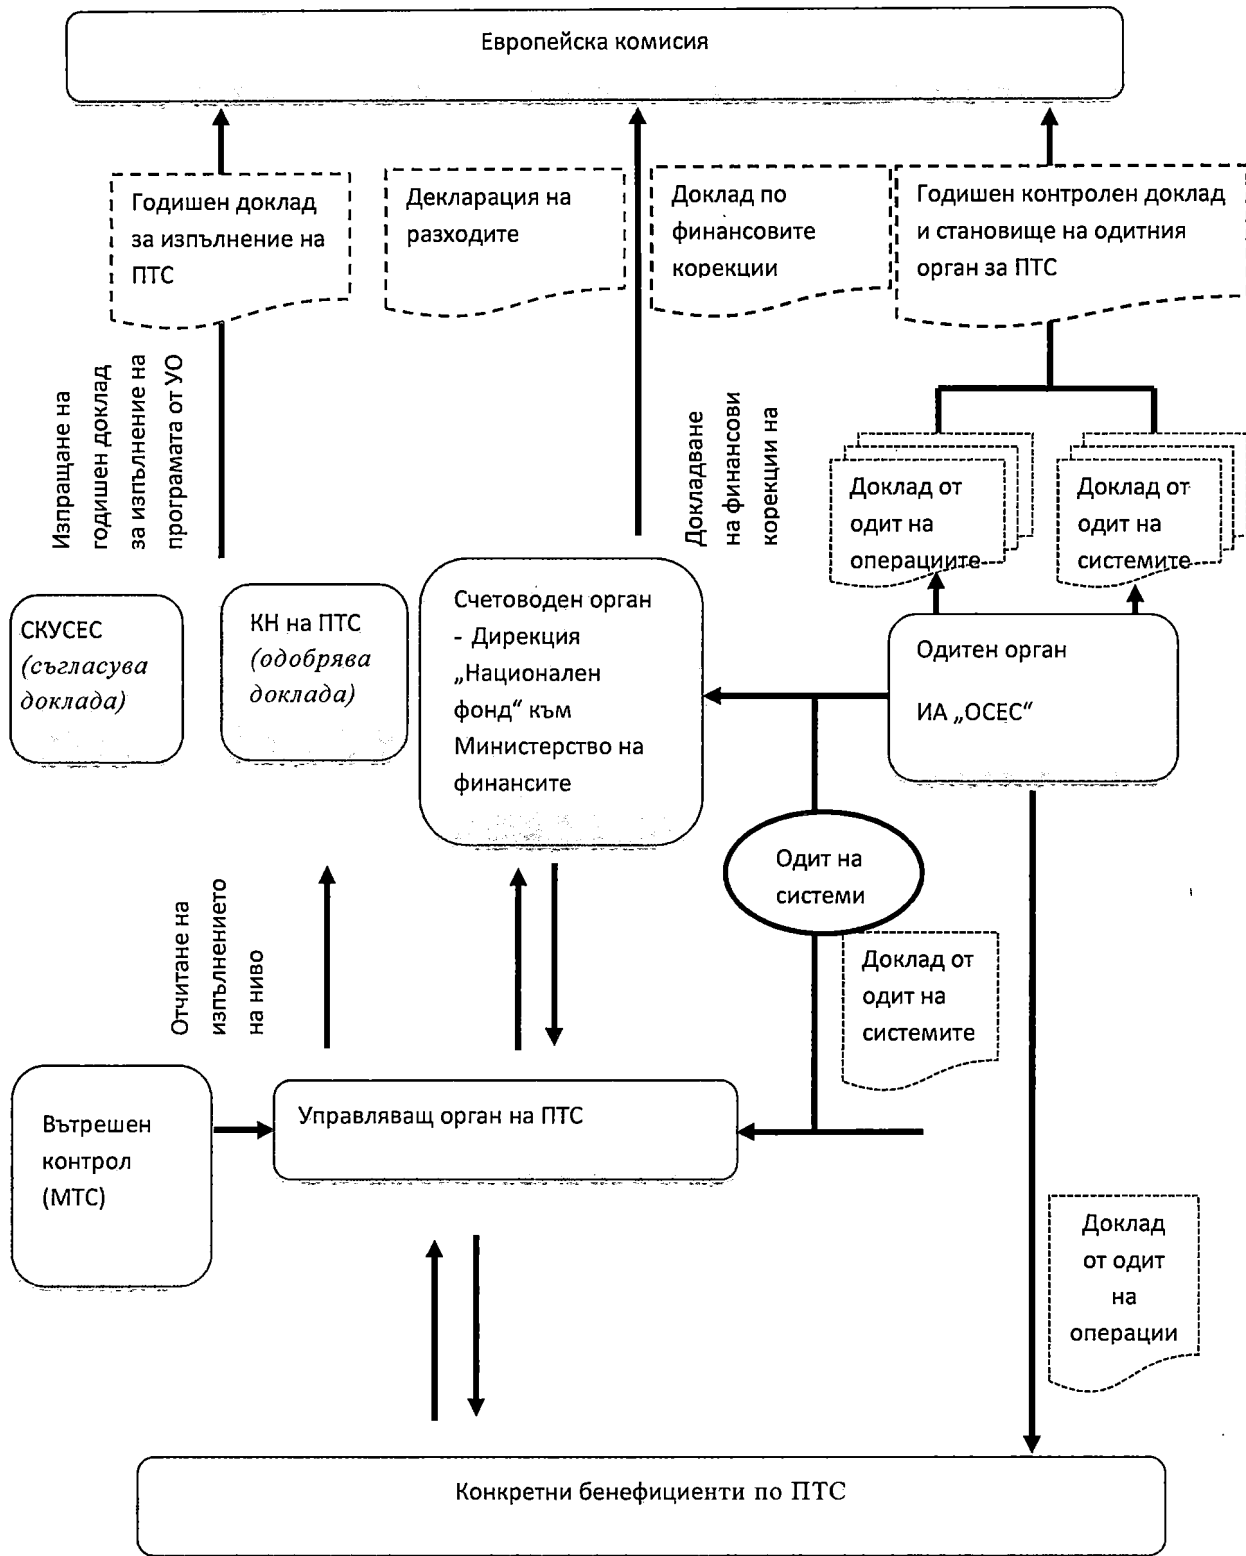 Европейска комисия
Годишен доклад
за изпълнение на
ПТС
Декларация на
разходите
Доклад по
финансовите
корекции
Годишен контролен доклад
и становище на одитния
орган за ПТС
Изпращане на
годишен доклад
за изпълнение на
програмата от УО
Докладване
на финансови
корекции на
Доклад от
одит на
операциите
Доклад от
одит на
системите
СКУСЕС
(съгласува
доклада)
КН на ПТС
(одобрява
доклада)
Счетоводен орган
- Дирекция
„Национален
фонд“ към
Министерство на
финансите
Одитен орган
ИА „ОСЕС“
Одит на
системи
Отчитане на
изпълнението
на ниво
Доклад от
одит на
системите
Вътрешен
контрол
(МТС)
Управляващ орган на ПТС
Доклад
от одит
на
операции
Конкретни бенефициенти по ПТС